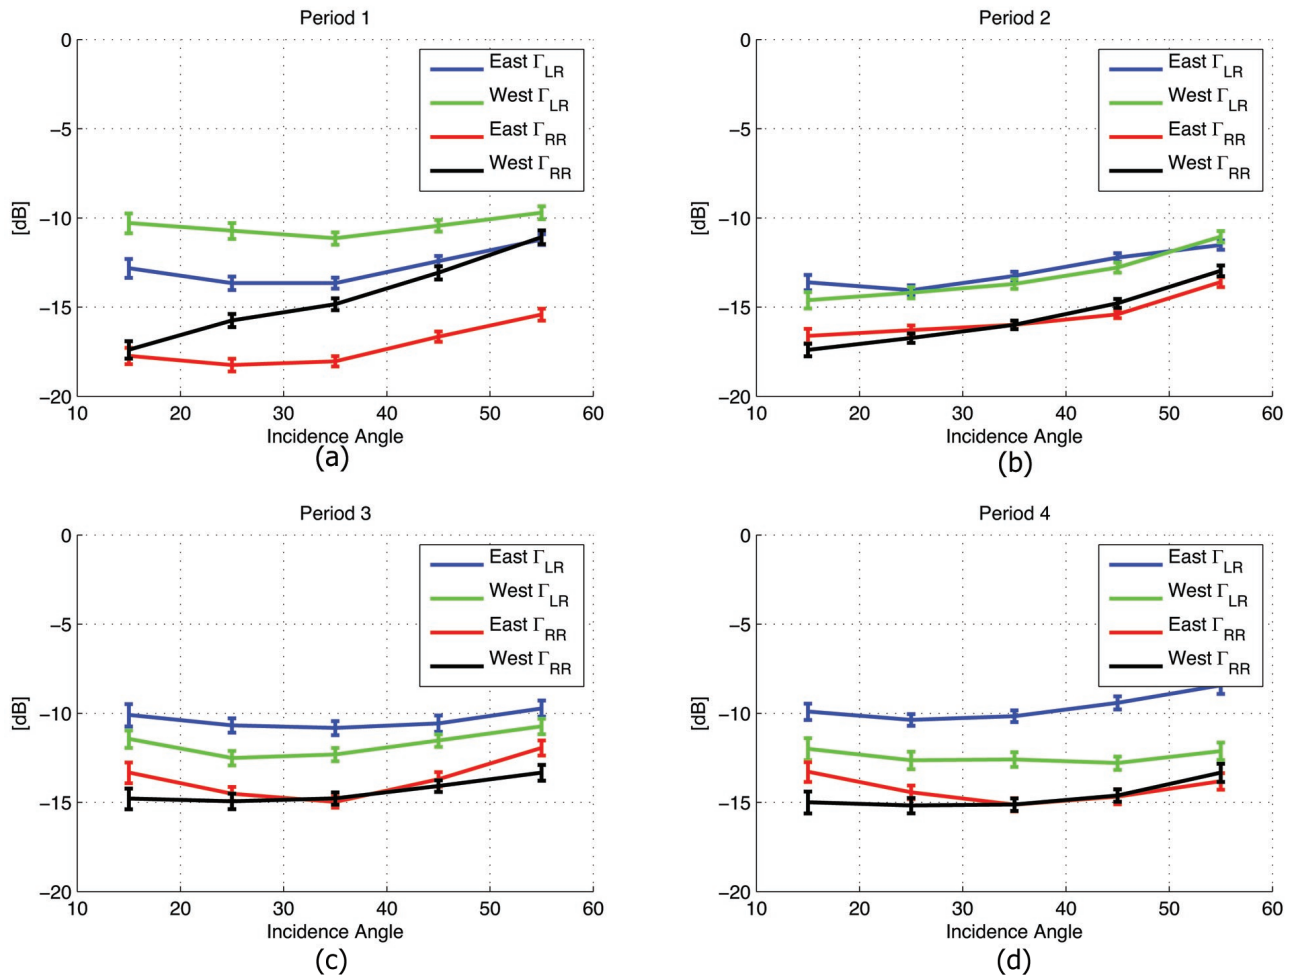 Period 1
0
−5
−10
−15
−20
[dB]
10 20 30 40 50 60
Incidence Angle
(a)
East Γ_LR
West Γ_LR
East Γ_RR
West Γ_RR
Period 2
0
−5
−10
−15
−20
[dB]
10 20 30 40 50 60
Incidence Angle
(b)
East Γ_LR
West Γ_LR
East Γ_RR
West Γ_RR
Period 3
0
−5
−10
−15
−20
[dB]
10 20 30 40 50 60
Incidence Angle
(c)
East Γ_LR
West Γ_LR
East Γ_RR
West Γ_RR
Period 4
0
−5
−10
−15
−20
[dB]
10 20 30 40 50 60
Incidence Angle
(d)
East Γ_LR
West Γ_LR
East Γ_RR
West Γ_RR